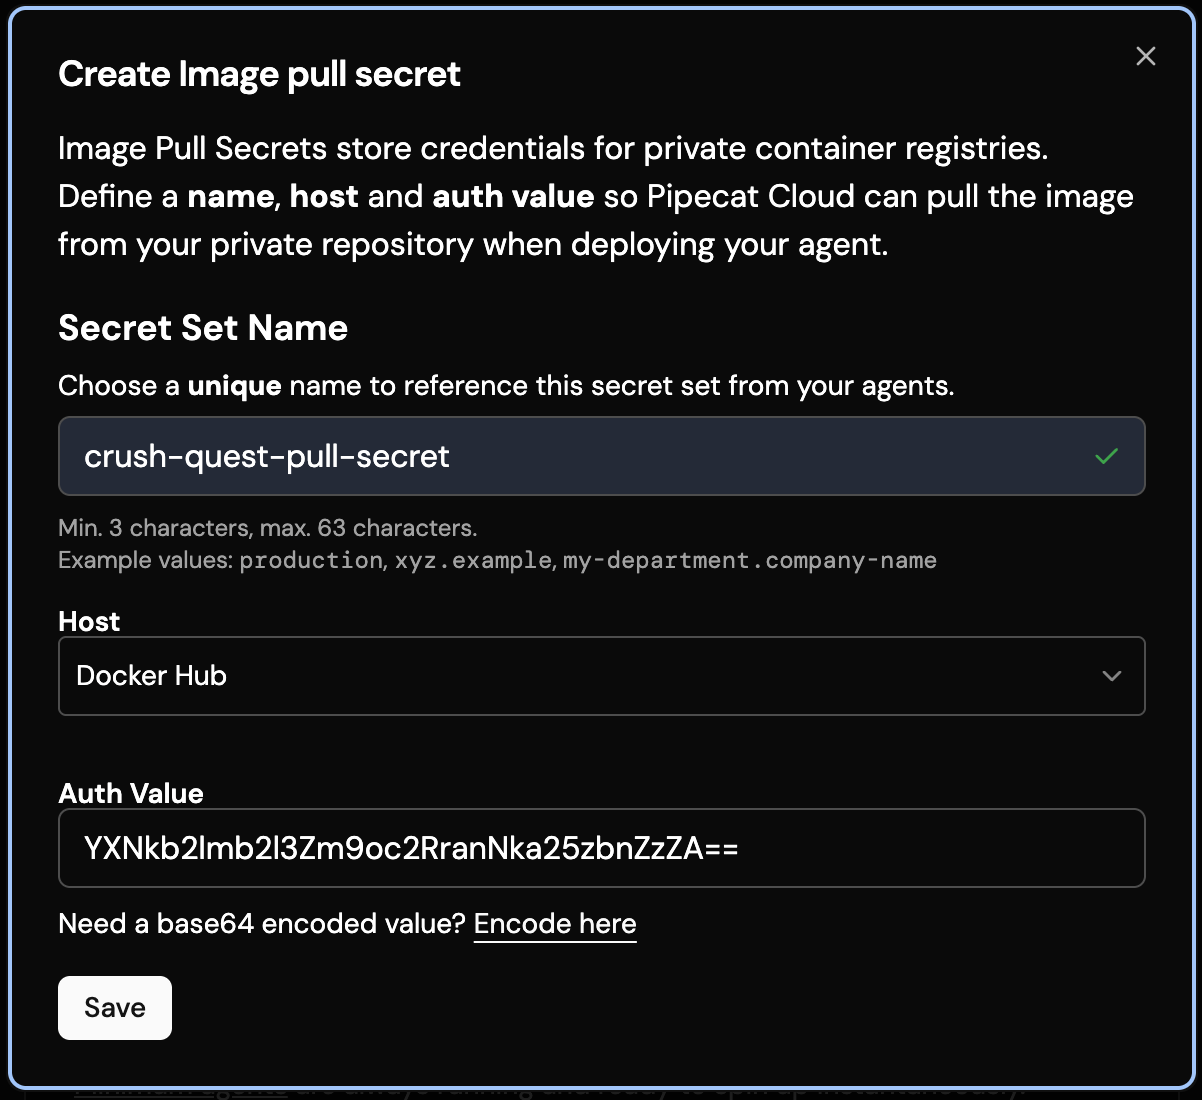 Create Image pull secret
Image Pull Secrets store credentials for private container registries.
Define a name, host and auth value so Pipecat Cloud can pull the image
from your private repository when deploying your agent.
Secret Set Name
Choose a unique name to reference this secret set from your agents.
crush-quest-pull-secret
Min. 3 characters, max. 63 characters.
Example values: production, xyz.example, my-department.company-name
Host
Docker Hub
Auth Value
YXNkb2lmb2l3Zm9oc2RranNka25zbnZzZA==
Need a base64 encoded value? Encode here
Save